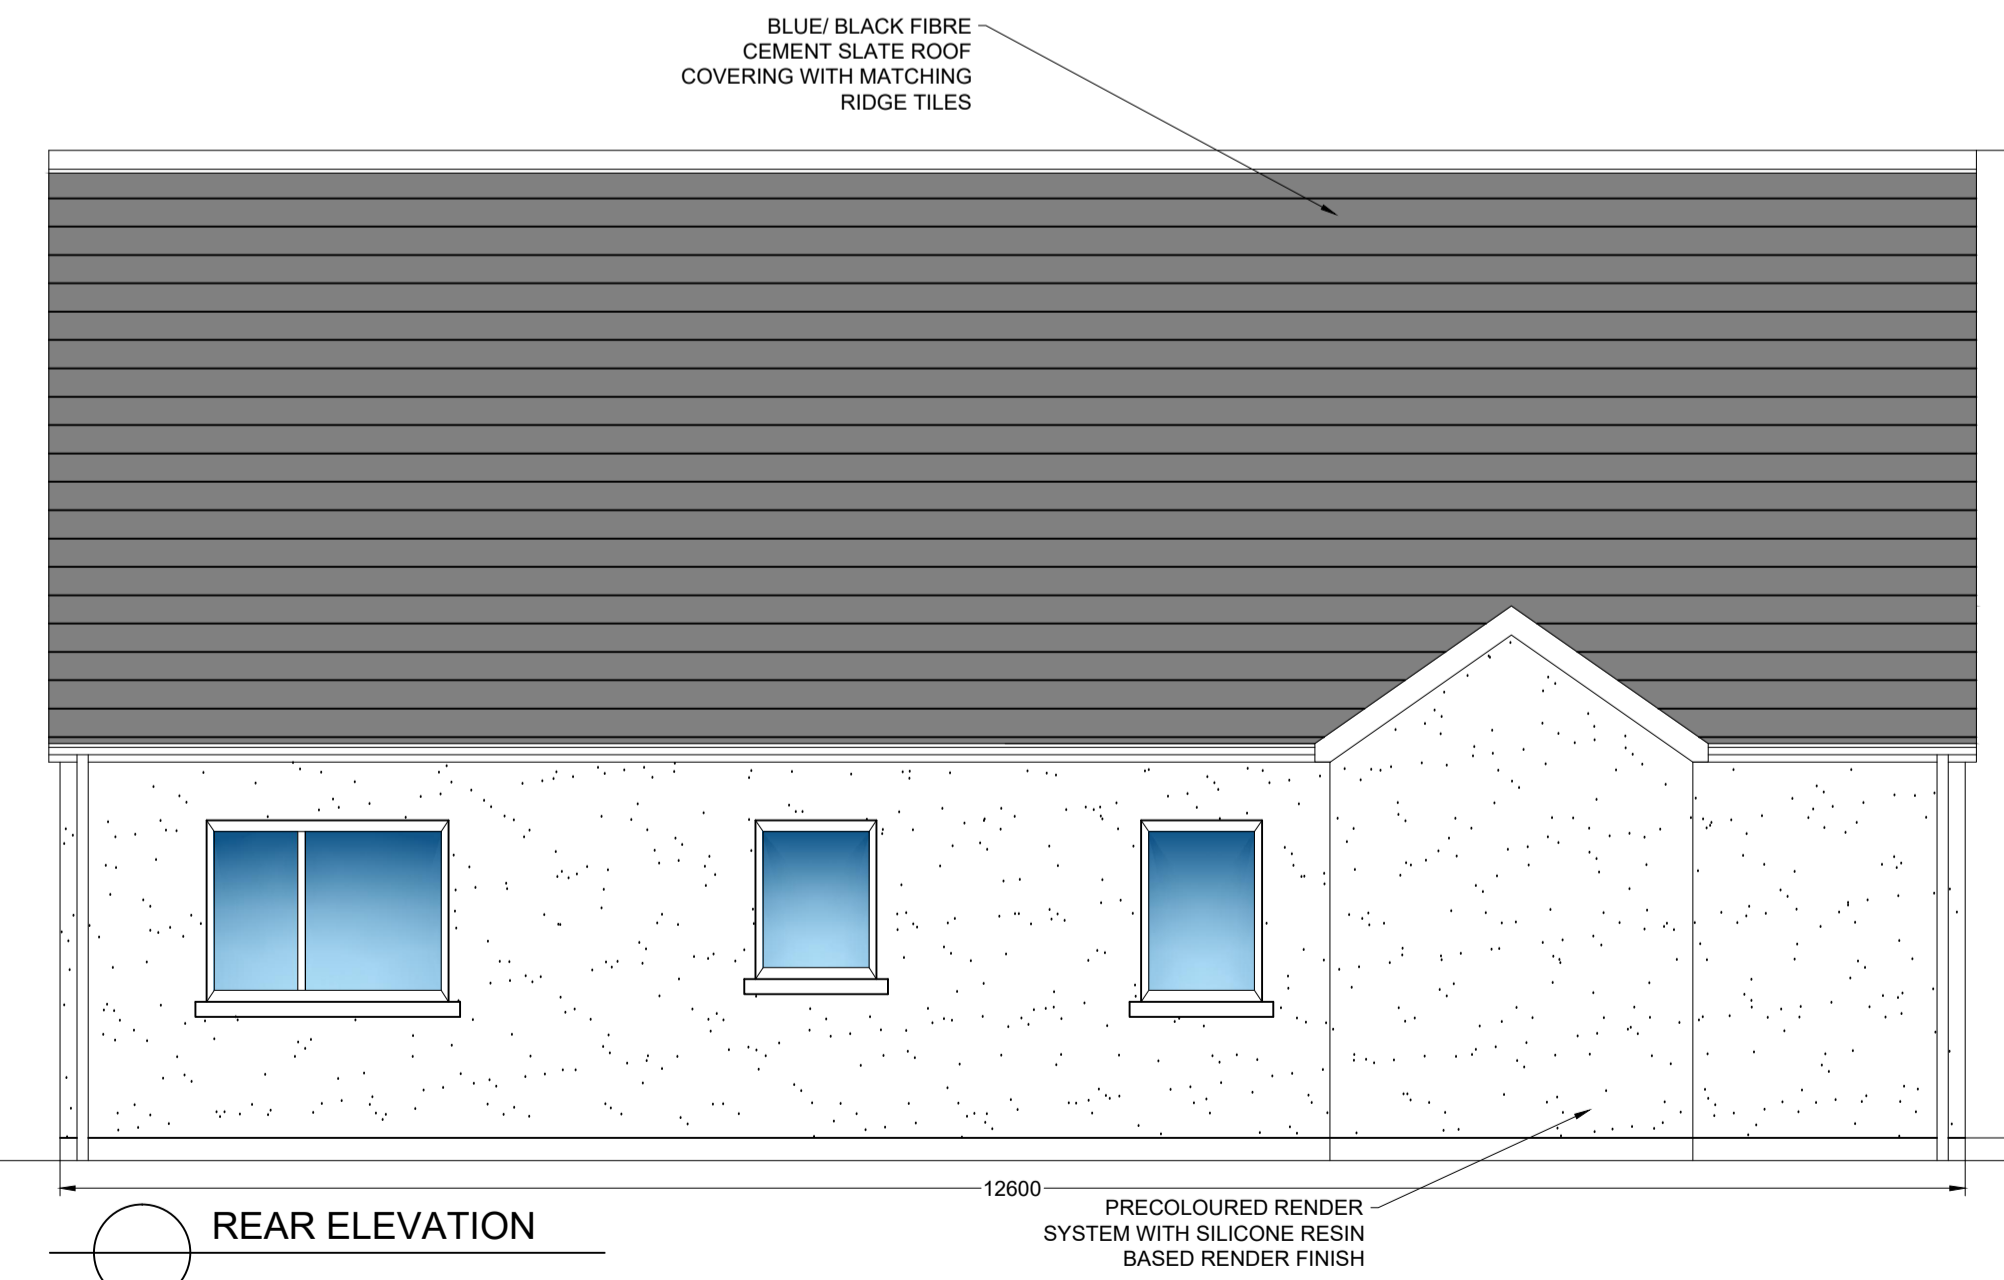 BLUE/ BLACK FIBRE
CEMENT SLATE ROOF
COVERING WITH MATCHING
RIDGE TILES
12600
REAR ELEVATION
PRECOLOURED RENDER
SYSTEM WITH SILICONE RESIN
BASED RENDER FINISH